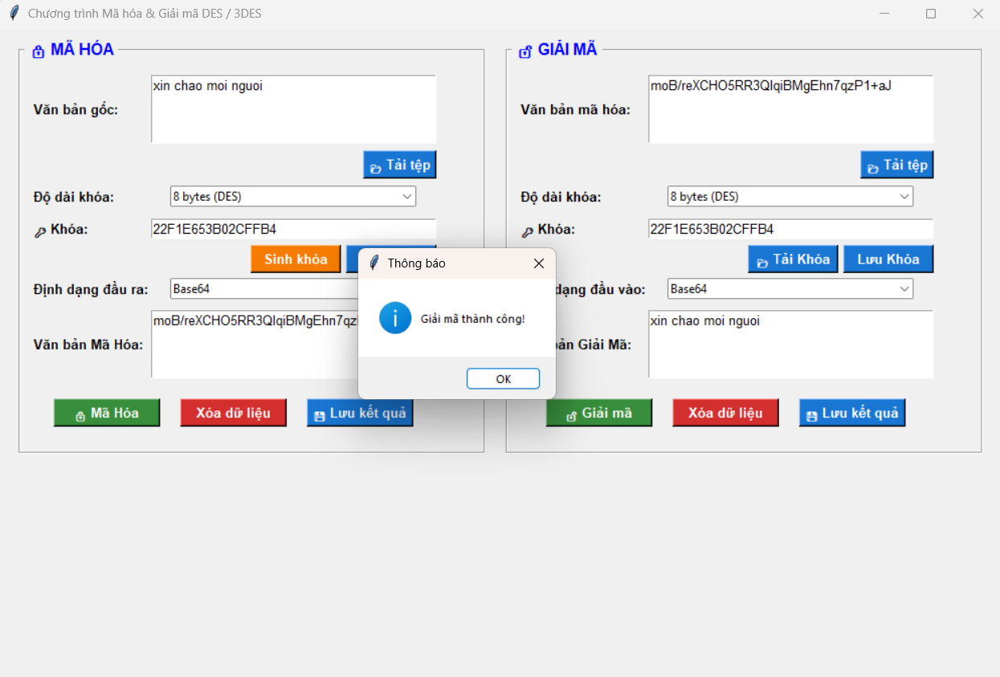 Chương trình Mã hóa & Giải mã DES / 3DES
MÃ HÓA
Văn bản gốc:
xin chao moi nguoi
Tải tệp
Độ dài khóa:
8 bytes (DES)
Khóa:
22F1E653B02CFFB4
Sinh khóa
Định dạng đầu ra:
Base64
Văn bản Mã Hóa:
moB/reXCHO5RR3QIqiBMgEhn7qz
Mã Hóa
Xóa dữ liệu
Lưu kết quả
GIẢI MÃ
Văn bản mã hóa:
moB/reXCHO5RR3QIqiBMgEhn7qzP1+aJ
Tải tệp
Độ dài khóa:
8 bytes (DES)
Khóa:
22F1E653B02CFFB4
Tải Khóa
Lưu Khóa
dạng đầu vào:
Base64
Giải Mã:
xin chao moi nguoi
Giải mã
Xóa dữ liệu
Lưu kết quả
Thông báo
Giải mã thành công!
OK